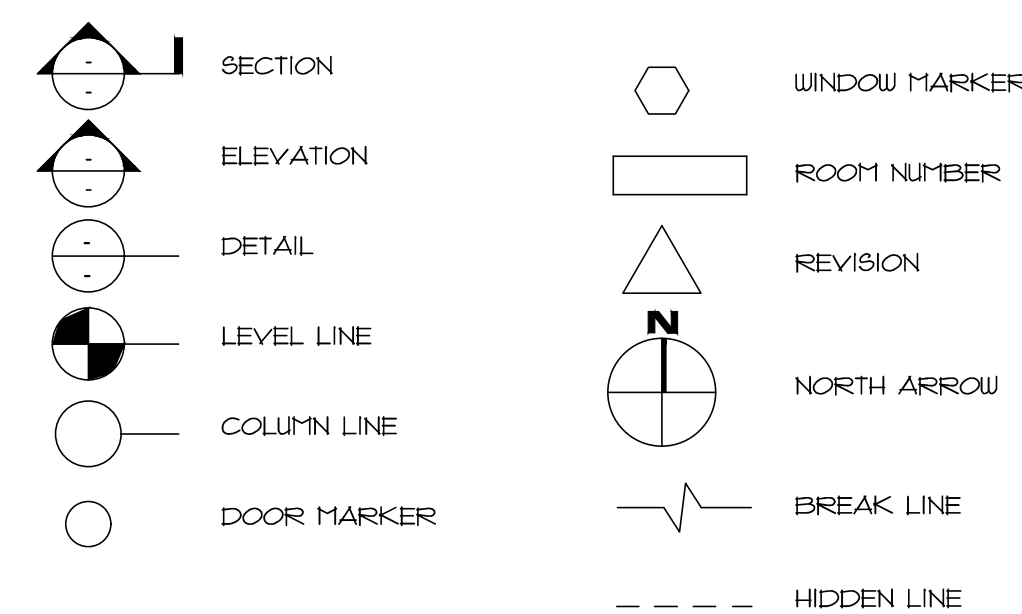 -
-
SECTION
-
-
ELEVATION
-
-
DETAIL
LEVEL LINE
COLUMN LINE
DOOR MARKER
WINDOW MARKER
ROOM NUMBER
REVISION
N
NORTH ARROW
BREAK LINE
HIDDEN LINE